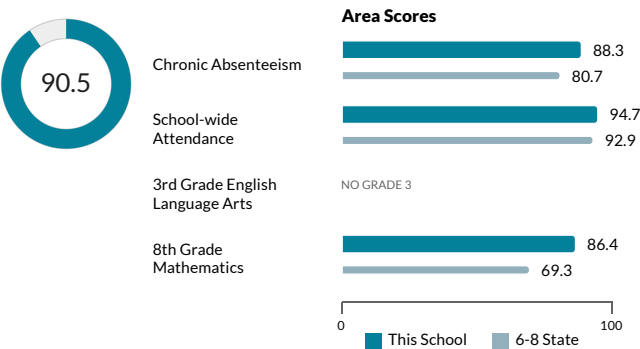 Area Scores
90.5
Chronic Absenteeism
88.3
80.7
School-wide
Attendance
94.7
92.9
3rd Grade English
Language Arts
NO GRADE 3
8th Grade
Mathematics
86.4
69.3
0
100
This School
6-8 State